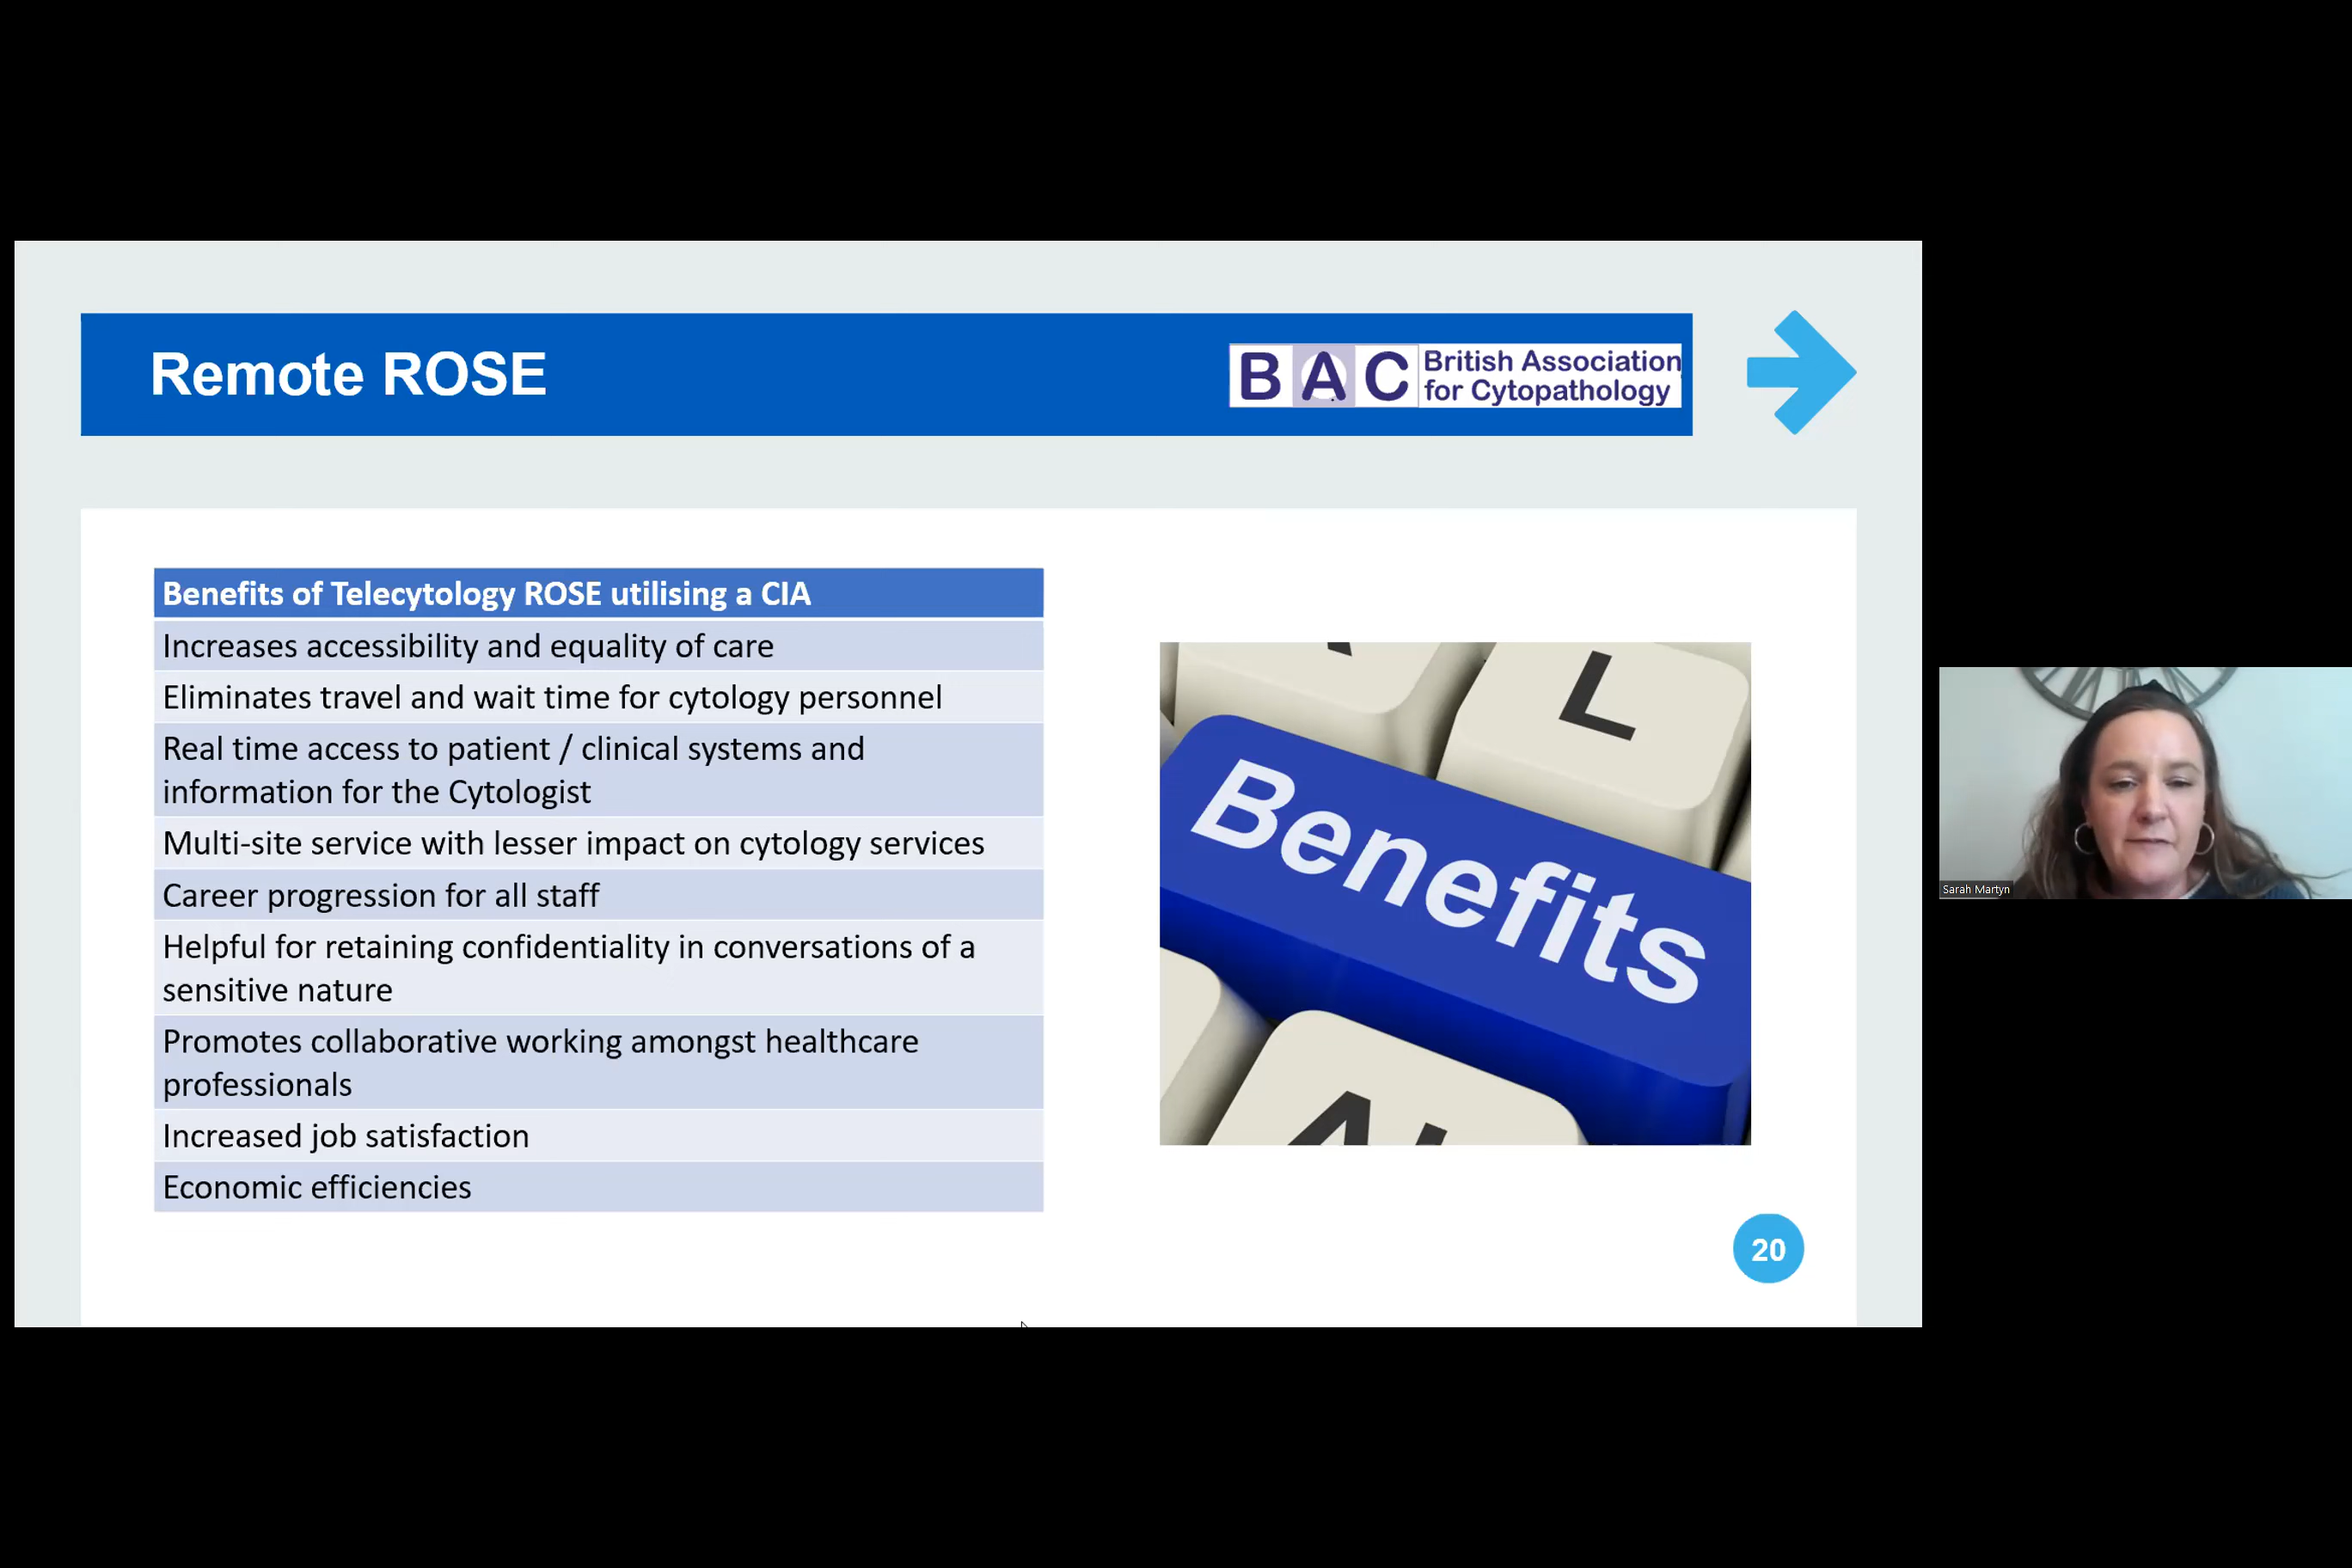 Remote ROSE
B A C
British Association
for Cytopathology
Benefits of Telecytology ROSE utilising a CIA
Increases accessibility and equality of care
Eliminates travel and wait time for cytology personnel
Real time access to patient / clinical systems and
information for the Cytologist
Multi-site service with lesser impact on cytology services
Career progression for all staff
Helpful for retaining confidentiality in conversations of a
sensitive nature
Promotes collaborative working amongst healthcare
professionals
Increased job satisfaction
Economic efficiencies
L
Benefits
20
Sarah Martyn